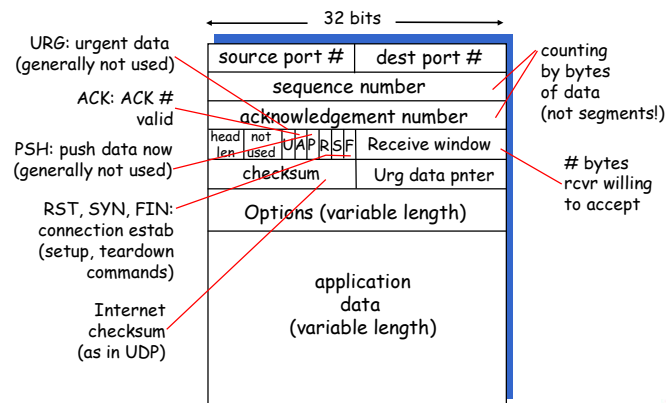 32 bits
URG: urgent data
(generally not used)
ACK: ACK #
valid
PSH: push data now
(generally not used)
RST, SYN, FIN:
connection estab
(setup, teardown
commands)
Internet
checksum
(as in UDP)
source port # dest port #
sequence number
acknowledgement number
head
len
not
used
U A P R S F Receive window
checksum Urg data pnter
Options (variable length)
application
data
(variable length)
counting
by bytes
of data
(not segments!)
# bytes
rcvr willing
to accept